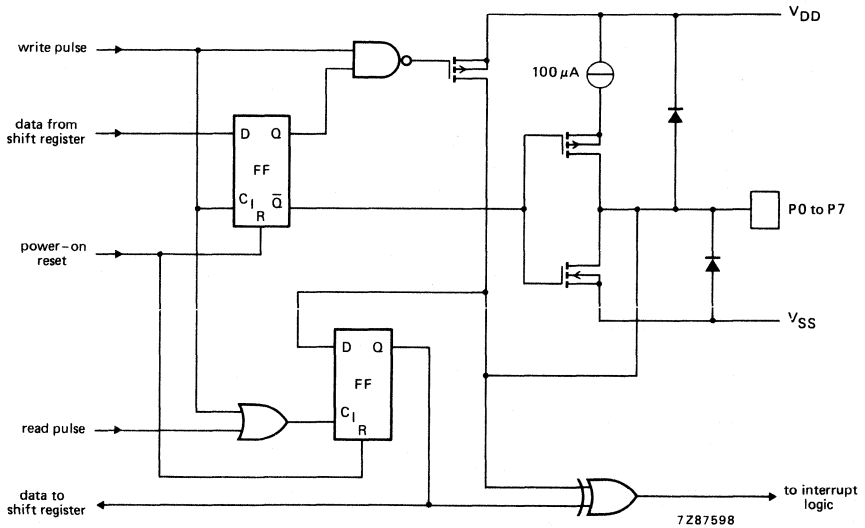 write pulse
V DD
100 µA
data from
shift register
D Q
FF
C I Q̅
R
P0 to P7
power-on
reset
V SS
D Q
FF
C I
R
read pulse
data to
shift register
to interrupt
logic
7Z87598